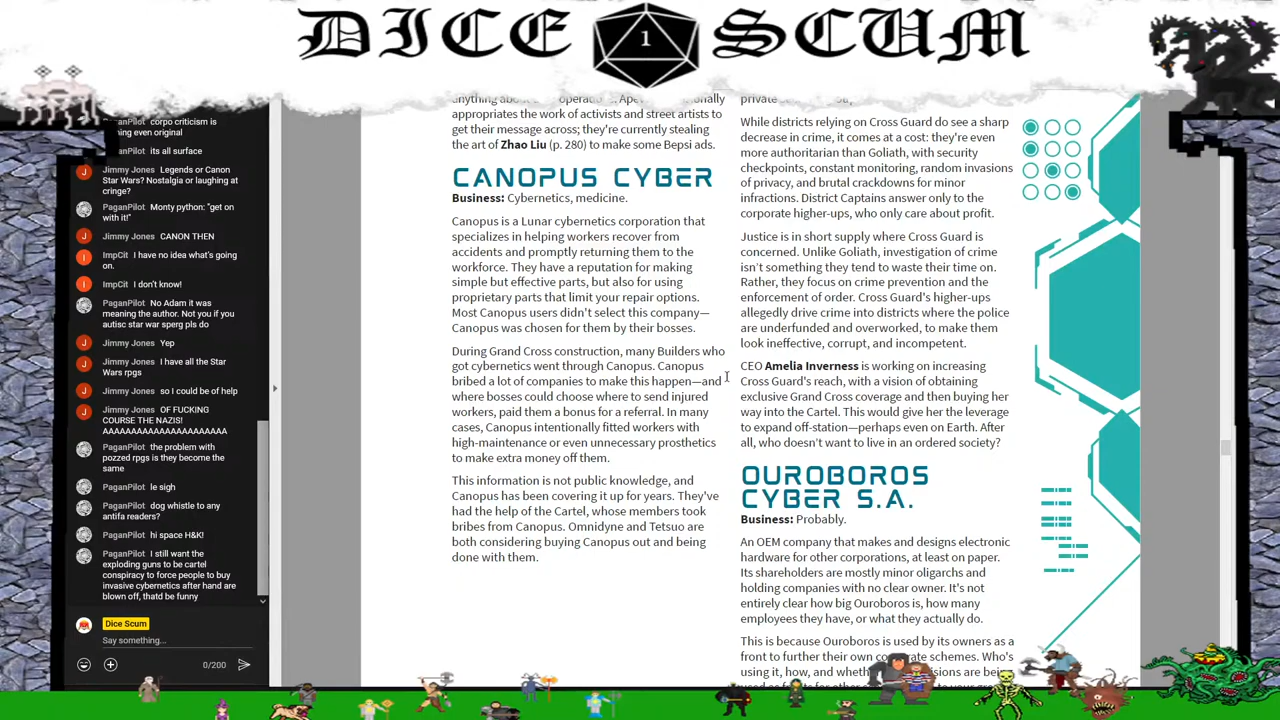 DICE SCUM
1
PaganPilot corpo criticism is
even original
PaganPilot its all surface
Jimmy Jones Legends or Canon
Star Wars? Nostalgia or laughing at
cringe?
PaganPilot Monty python: "get on
with it!"
Jimmy Jones CANON THEN
ImpCit I have no idea what's going
on.
ImpCit I don't know!
PaganPilot No Adam it was
meaning the author. Not you if you
autisc star war sperg pls do
Jimmy Jones Yep
Jimmy Jones I have all the Star
Wars rpgs
Jimmy Jones so I could be of help
Jimmy Jones OF FUCKING
COURSE THE NAZIS!
AAAAAAAAAAAAAAAAAAAAAA
PaganPilot the problem with
pozzed rpgs is they become the
same
PaganPilot le sigh
PaganPilot dog whistle to any
antifa readers?
PaganPilot hi space H&K!
PaganPilot I still want the
exploding guns to be cartel
conspiracy to force people to buy
invasive cybernetics after hand are
blown off, thatd be funny
Dice Scum
Say something...
0/200
appropriates the work of activists and street artists to
get their message across; they're currently stealing
the art of Zhao Liu (p. 280) to make some Bepsi ads.
CANOPUS CYBER
Business: Cybernetics, medicine.
Canopus is a Lunar cybernetics corporation that
specializes in helping workers recover from
accidents and promptly returning them to the
workforce. They have a reputation for making
simple but effective parts, but also for using
proprietary parts that limit your repair options.
Most Canopus users didn't select this company—
Canopus was chosen for them by their bosses.
During Grand Cross construction, many Builders who
got cybernetics went through Canopus. Canopus
bribed a lot of companies to make this happen—and
where bosses could choose where to send injured
workers, paid them a bonus for a referral. In many
cases, Canopus intentionally fitted workers with
high-maintenance or even unnecessary prosthetics
to make extra money off them.
This information is not public knowledge, and
Canopus has been covering it up for years. They've
had the help of the Cartel, whose members took
bribes from Canopus. Omnidyne and Tetsuo are
both considering buying Canopus out and being
done with them.
While districts relying on Cross Guard do see a sharp
decrease in crime, it comes at a cost: they're even
more authoritarian than Goliath, with security
checkpoints, constant monitoring, random invasions
of privacy, and brutal crackdowns for minor
infractions. District Captains answer only to the
corporate higher-ups, who only care about profit.
Justice is in short supply where Cross Guard is
concerned. Unlike Goliath, investigation of crime
isn't something they tend to waste their time on.
Rather, they focus on crime prevention and the
enforcement of order. Cross Guard's higher-ups
allegedly drive crime into districts where the police
are underfunded and overworked, to make them
look ineffective, corrupt, and incompetent.
CEO Amelia Inverness is working on increasing
Cross Guard's reach, with a vision of obtaining
exclusive Grand Cross coverage and then buying her
way into the Cartel. This would give her the leverage
to expand off-station—perhaps even on Earth. After
all, who doesn't want to live in an ordered society?
OUROBOROS
CYBER S.A.
Business: Probably.
An OEM company that makes and designs electronic
hardware for other corporations, at least on paper.
Its shareholders are mostly minor oligarchs and
holding companies with no clear owner. It's not
entirely clear how big Ouroboros is, how many
employees they have, or what they actually do.
This is because Ouroboros is used by its owners as a
front to further their own corporate schemes. Who's
using it, how, and